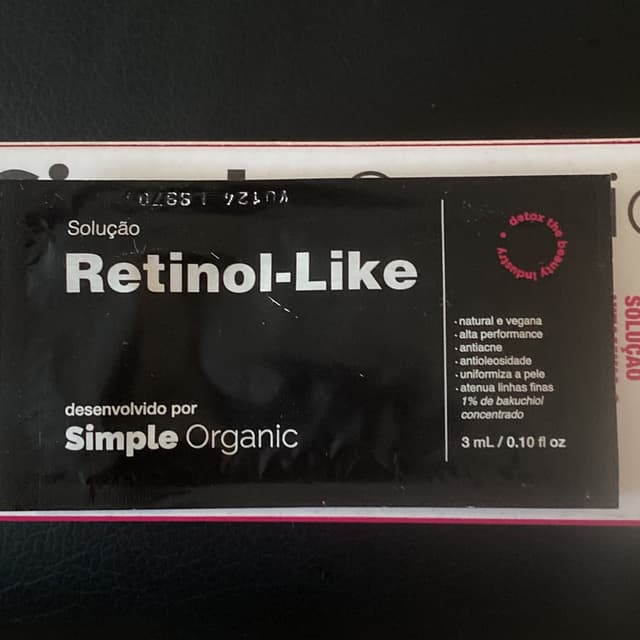 Solução
Retinol-Like
desenvolvido por
Simple Organic
detox the beauty industry
· natural e vegana
· alta performance
· antiacne
· antioleosidade
· uniformiza a pele
· atenua linhas finas
1% de bakuchiol
concentrado
3 mL / 0.10 fl oz
SOLUÇÃO